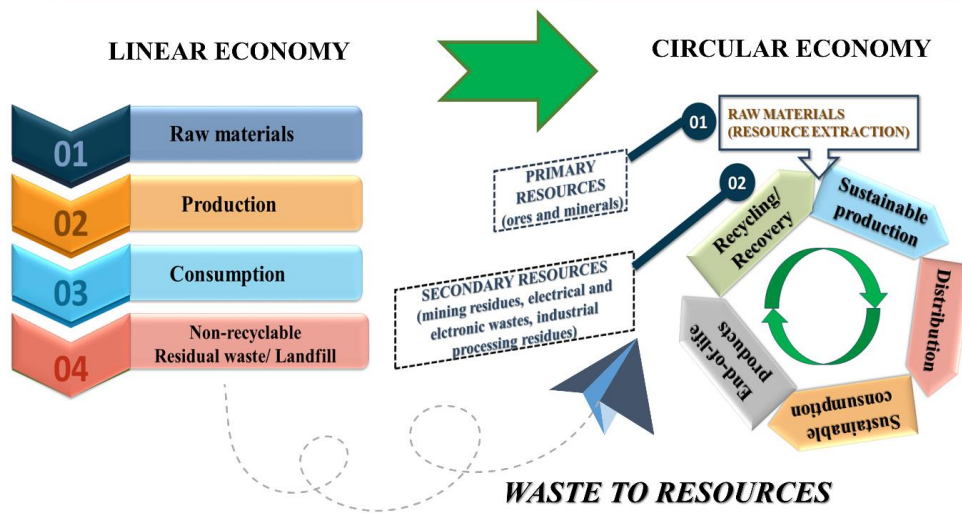 LINEAR ECONOMY
01
Raw materials
02
Production
03
Consumption
04
Non-recyclable
Residual waste/ Landfill
CIRCULAR ECONOMY
01
RAW MATERIALS
(RESOURCE EXTRACTION)
PRIMARY
RESOURCES
(ores and minerals)
02
SECONDARY RESOURCES
(mining residues, electrical and
elctronic wastes, industrial
processing residues)
Recycling/
Recovery
Sustainable
production
Distribution
Sustainable
consumption
End-of-life
products
WASTE TO RESOURCES